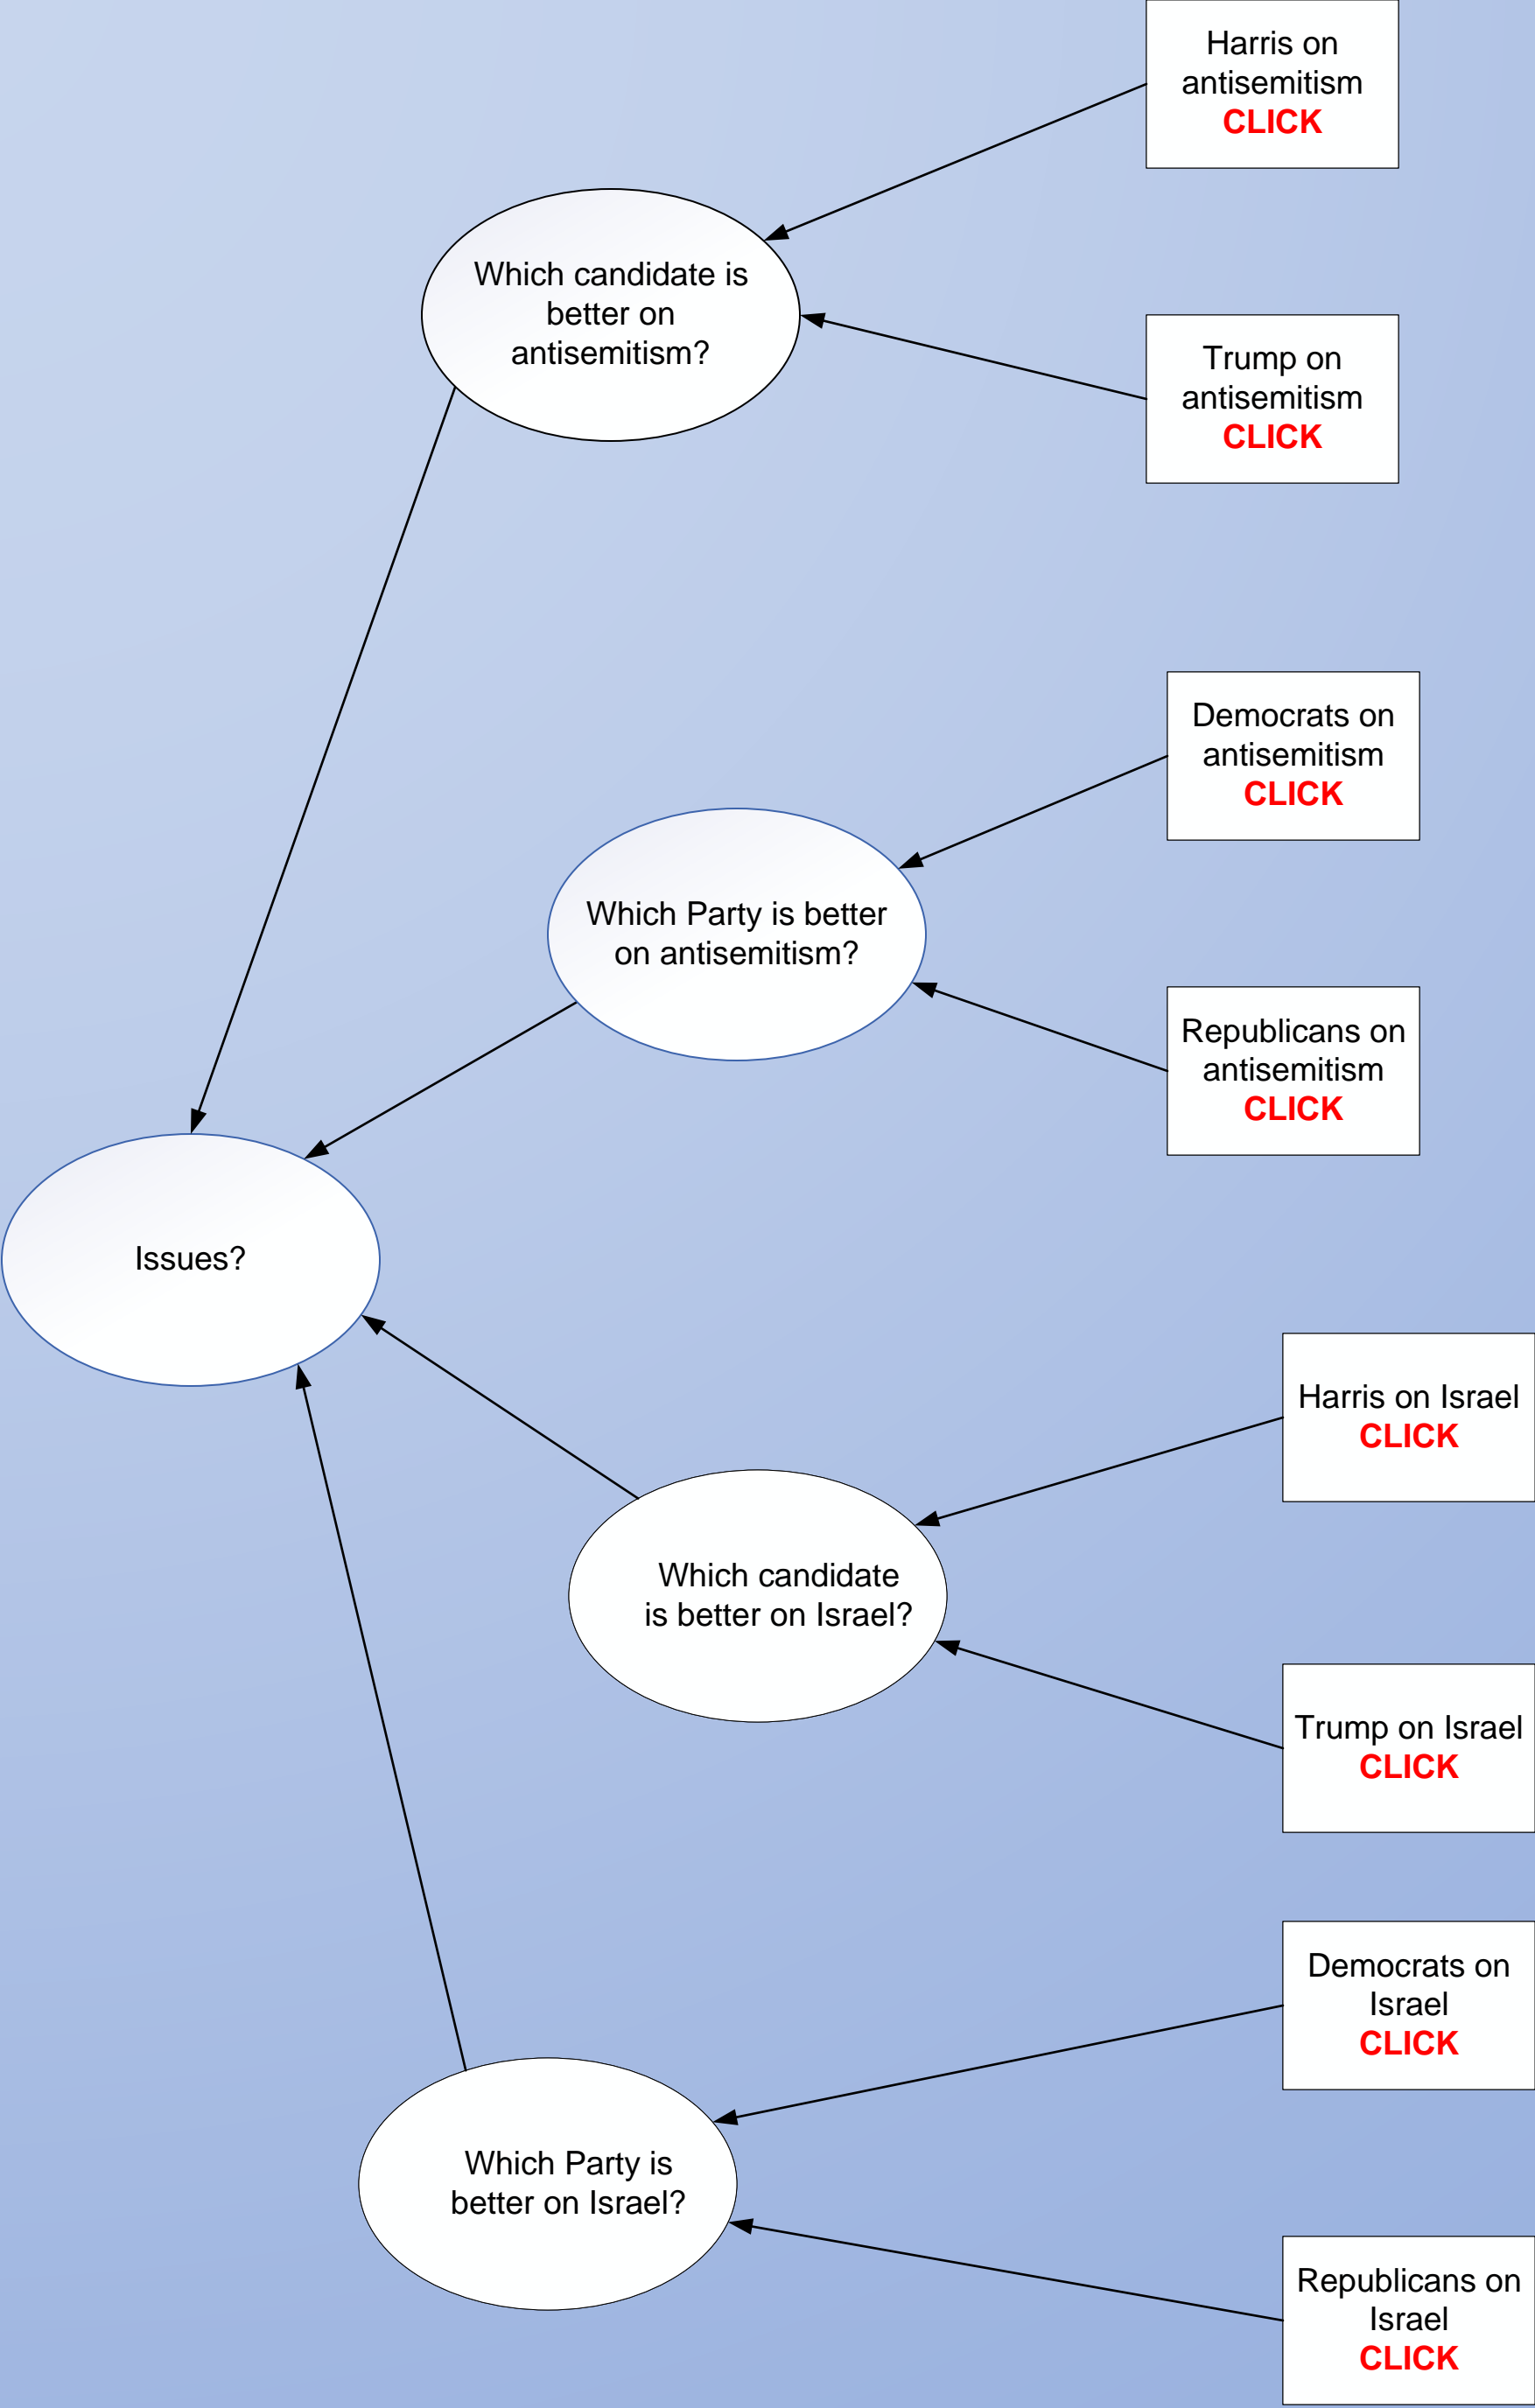 Harris on
antisemitism
CLICK
Which candidate is
better on
antisemitism?
Trump on
antisemitism
CLICK
Democrats on
antisemitism
CLICK
Which Party is better
on antisemitism?
Republicans on
antisemitism
CLICK
Issues?
Harris on Israel
CLICK
Which candidate
is better on Israel?
Trump on Israel
CLICK
Democrats on
Israel
CLICK
Which Party is
better on Israel?
Republicans on
Israel
CLICK